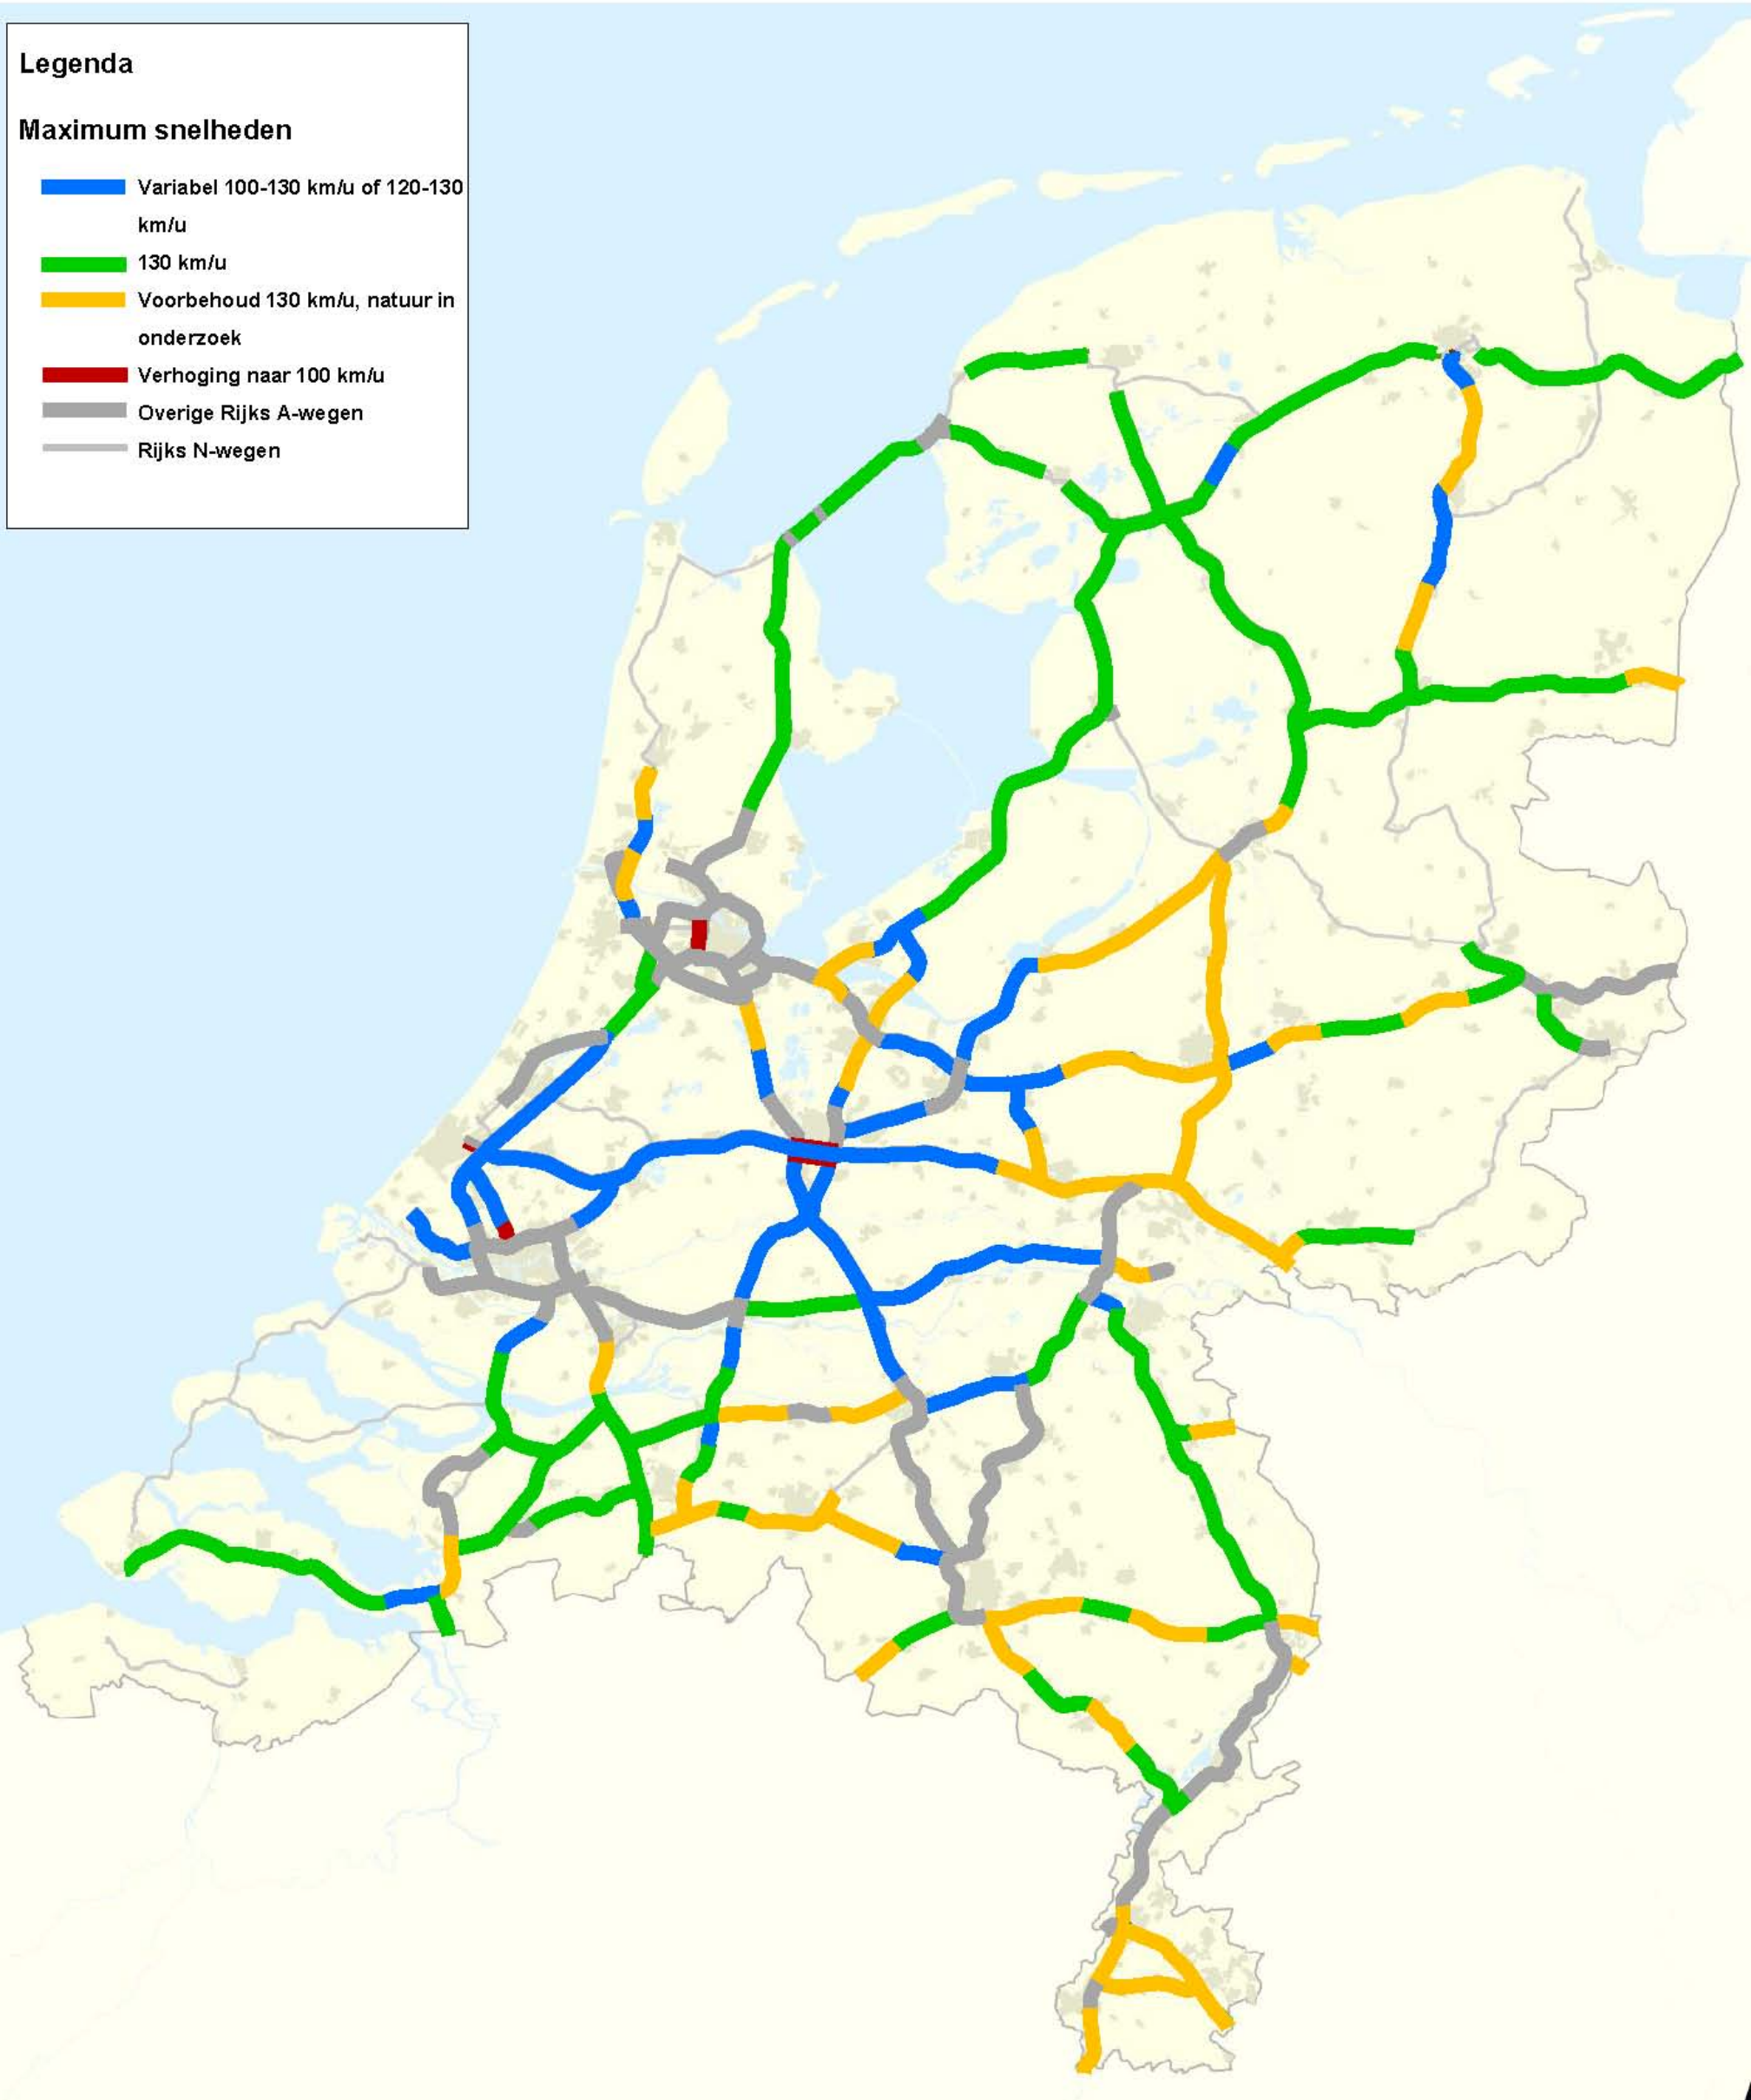 Legenda
Maximum snelheden
Variabel 100-130 km/u of 120-130
km/u
130 km/u
Voorbehoud 130 km/u, natuur in
onderzoek
Verhoging naar 100 km/u
Overige Rijks A-wegen
Rijks N-wegen